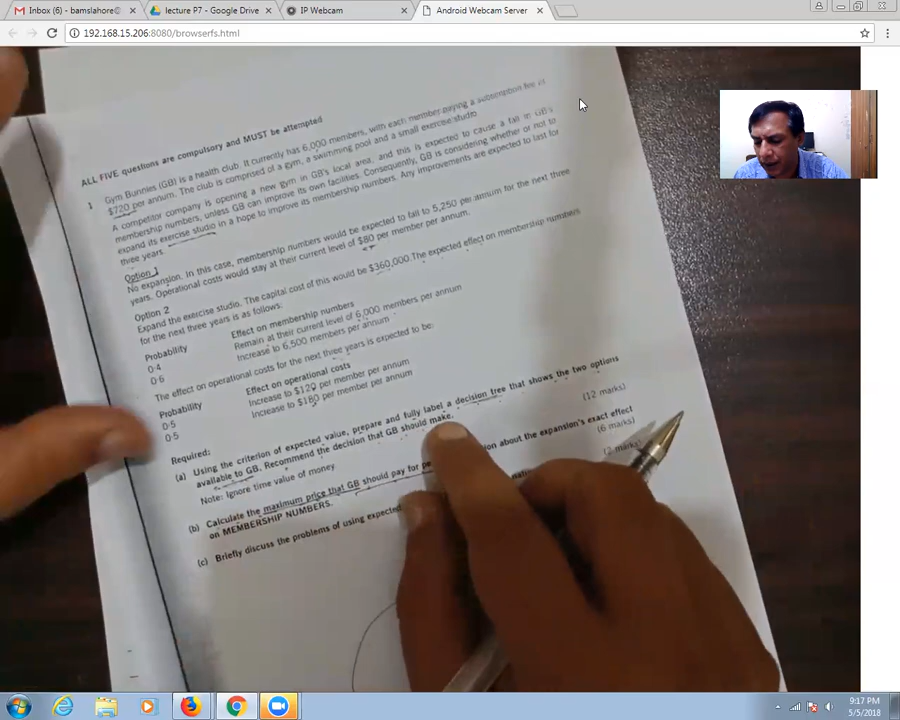 Inbox (6) - bamslahore@
lecture P7 - Google Drive
IP Webcam
Android Webcam Server
192.168.15.206:8080/browserfs.html
ALL FIVE questions are compulsory and MUST be attempted
1 Gym Bunnies (GB) is a health club. It currently has 6,000 members, with each member paying a subscription fee of
$720 per annum. The club is comprised of a gym, a swimming pool and a small exercise studio.
A competitor company is opening a new gym in GB's local area, and this is expected to cause a fall in GB's
membership numbers, unless GB can improve its own facilities. Consequently, GB is considering whether or not to
expand its exercise studio in a hope to improve its membership numbers. Any improvements are expected to last for
three years.
Option 1
No expansion. In this case, membership numbers would be expected to fall to 5,250 per annum for the next three
years. Operational costs would stay at their current level of $80 per member per annum.
Option 2
Expand the exercise studio. The capital cost of this would be $360,000. The expected effect on membership numbers
for the next three years is as follows:
Probability Effect on membership numbers
0·4 Remain at their current level of 6,000 members per annum
0·6 Increase to 6,500 members per annum
The effect on operational costs for the next three years is expected to be:
Probability Effect on operational costs
0·5 Increase to $120 per member per annum
0·5 Increase to $180 per member per annum
Required:
(a) Using the criterion of expected value, prepare and fully label a decision tree that shows the two options
available to GB. Recommend the decision that GB should make.
(12 marks)
Note: Ignore time value of money
(b) Calculate the maximum price that GB should pay for about the expansion's exact effect
on MEMBERSHIP NUMBERS.
(6 marks)
(c) Briefly discuss the problems of using expected
(2 marks)
9:17 PM
5/5/2018